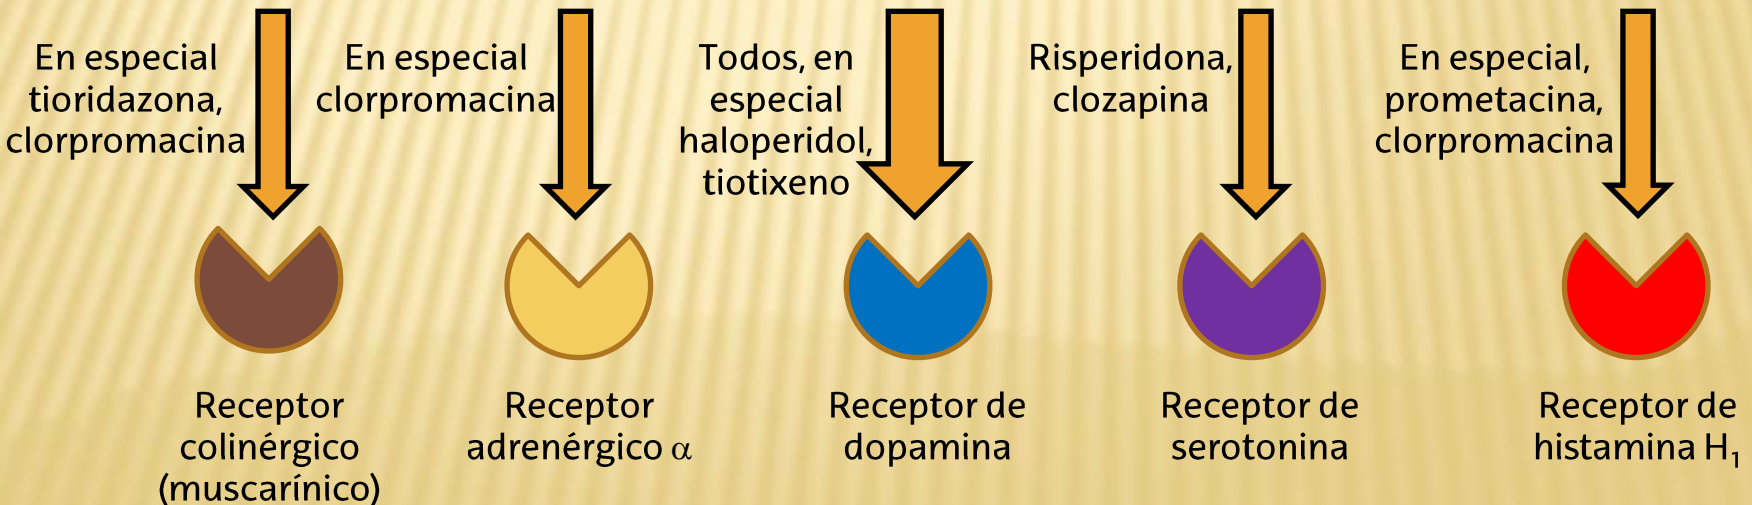 En especial
tioridazona,
clorpromacina
En especial
clorpromacina
Todos, en
especial
haloperidol,
tiotixeno
Risperidona,
clozapina
En especial,
prometacina,
clorpromacina
Receptor
colinérgico
(muscarínico)
Receptor
adrenérgico α
Receptor de
dopamina
Receptor de
serotonina
Receptor de
histamina H₁